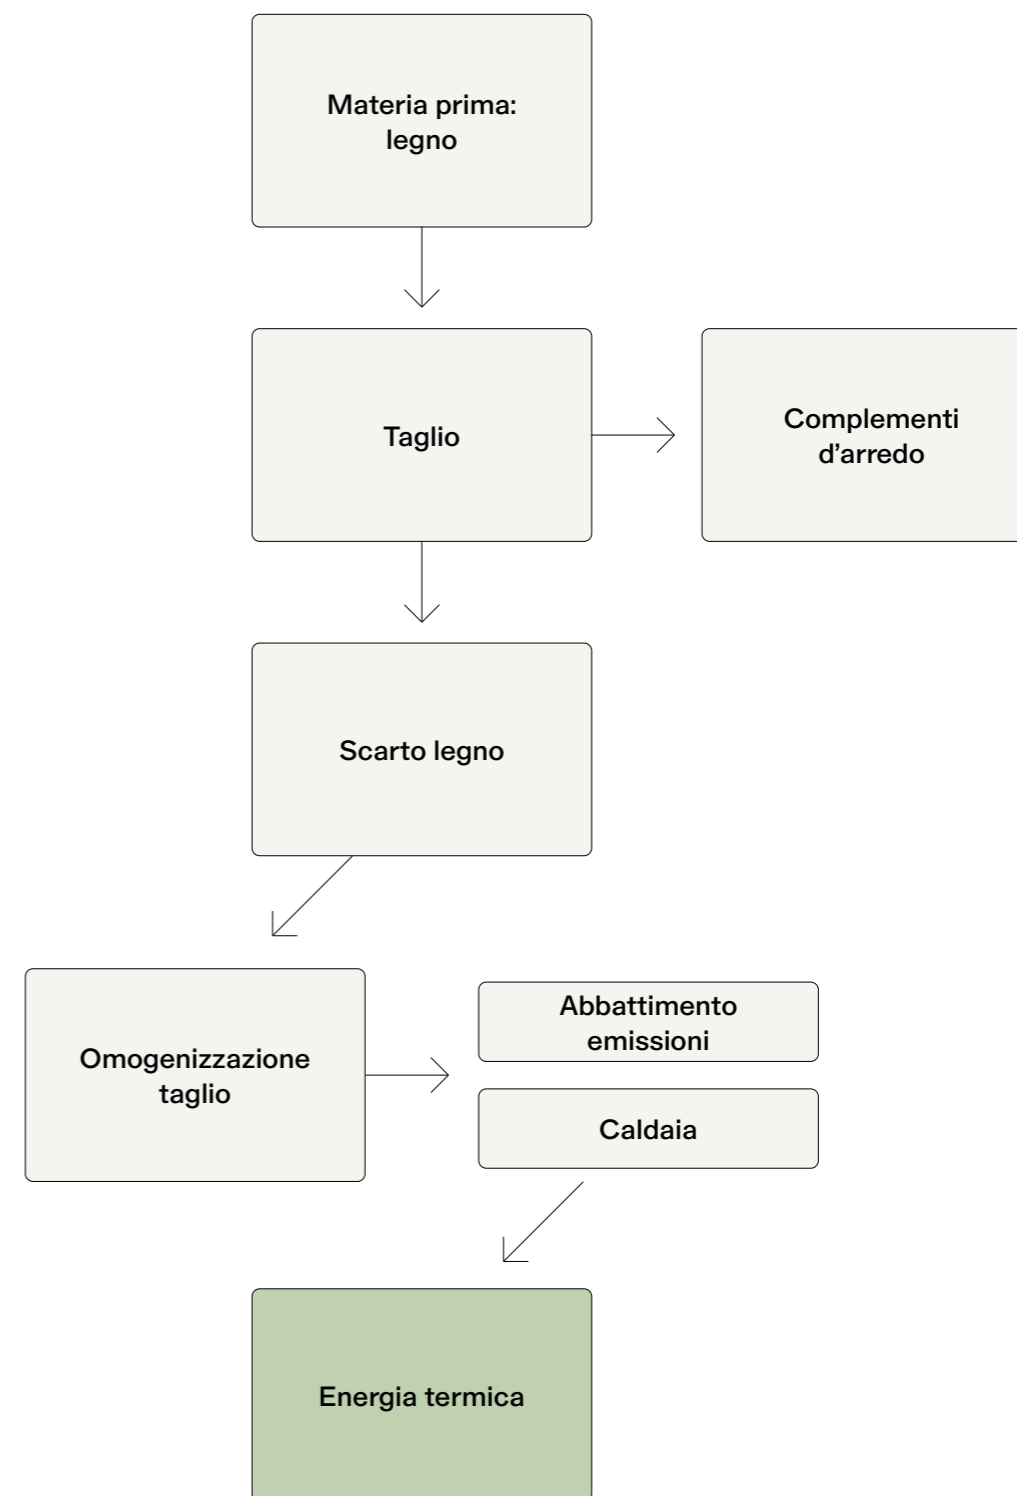 Materia prima:
legno
Taglio
Complementi
d’arredo
Scarto legno
Omogenizzazione
taglio
Abbattimento
emissioni
Caldaia
Energia termica